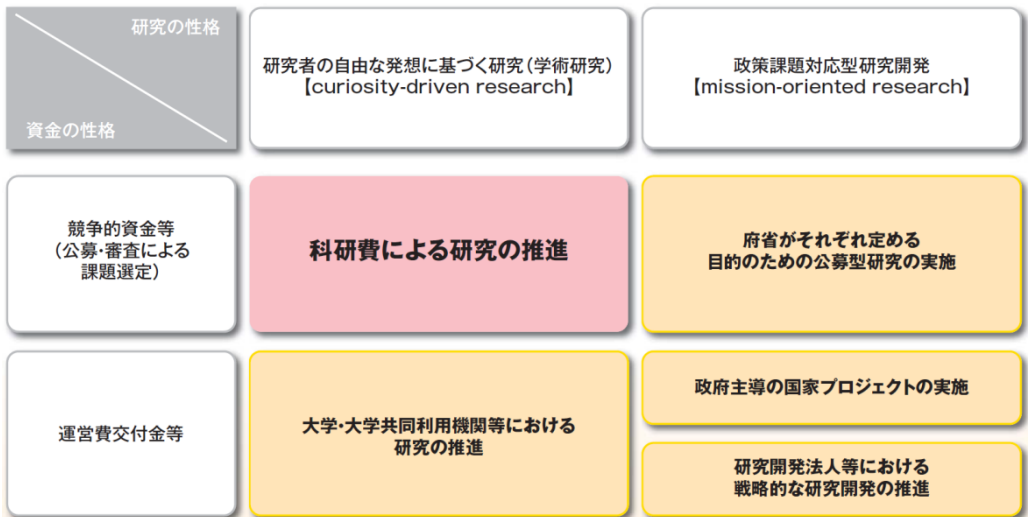 研究の性格
資金の性格
研究者の自由な発想に基づく研究（学術研究）
【curiosity-driven research】
政策課題対応型研究開発
【mission-oriented research】
競争的資金等
（公募・審査による
課題選定）
科研費による研究の推進
府省がそれぞれ定める
目的のための公募型研究の実施
運営費交付金等
大学・大学共同利用機関等における
研究の推進
政府主導の国家プロジェクトの実施
研究開発法人等における
戦略的な研究開発の推進